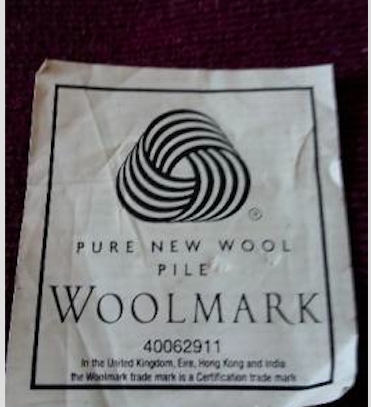 ®
PURE NEW WOOL
PILE
WOOLMARK
40062911
In the United Kingdom, Eire, Hong Kong and India
the Woolmark trade mark is a Certification trade mark